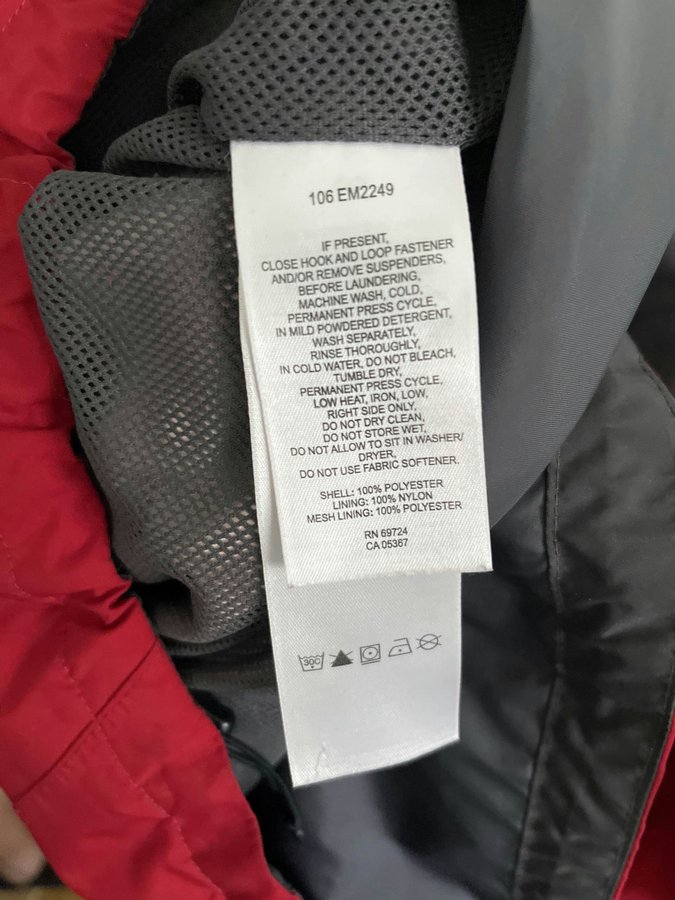 106 EM2249
IF PRESENT,
CLOSE HOOK AND LOOP FASTENER
AND/OR REMOVE SUSPENDERS,
BEFORE LAUNDERING,
MACHINE WASH, COLD,
PERMANENT PRESS CYCLE,
IN MILD POWDERED DETERGENT,
WASH SEPARATELY,
RINSE THOROUGHLY,
IN COLD WATER, DO NOT BLEACH,
TUMBLE DRY,
PERMANENT PRESS CYCLE,
LOW HEAT, IRON, LOW,
RIGHT SIDE ONLY,
DO NOT DRY CLEAN,
DO NOT STORE WET,
DO NOT ALLOW TO SIT IN WASHER/
DRYER,
DO NOT USE FABRIC SOFTENER.
SHELL: 100% POLYESTER
LINING: 100% NYLON
MESH LINING: 100% POLYESTER
RN 69724
CA 05367
30C